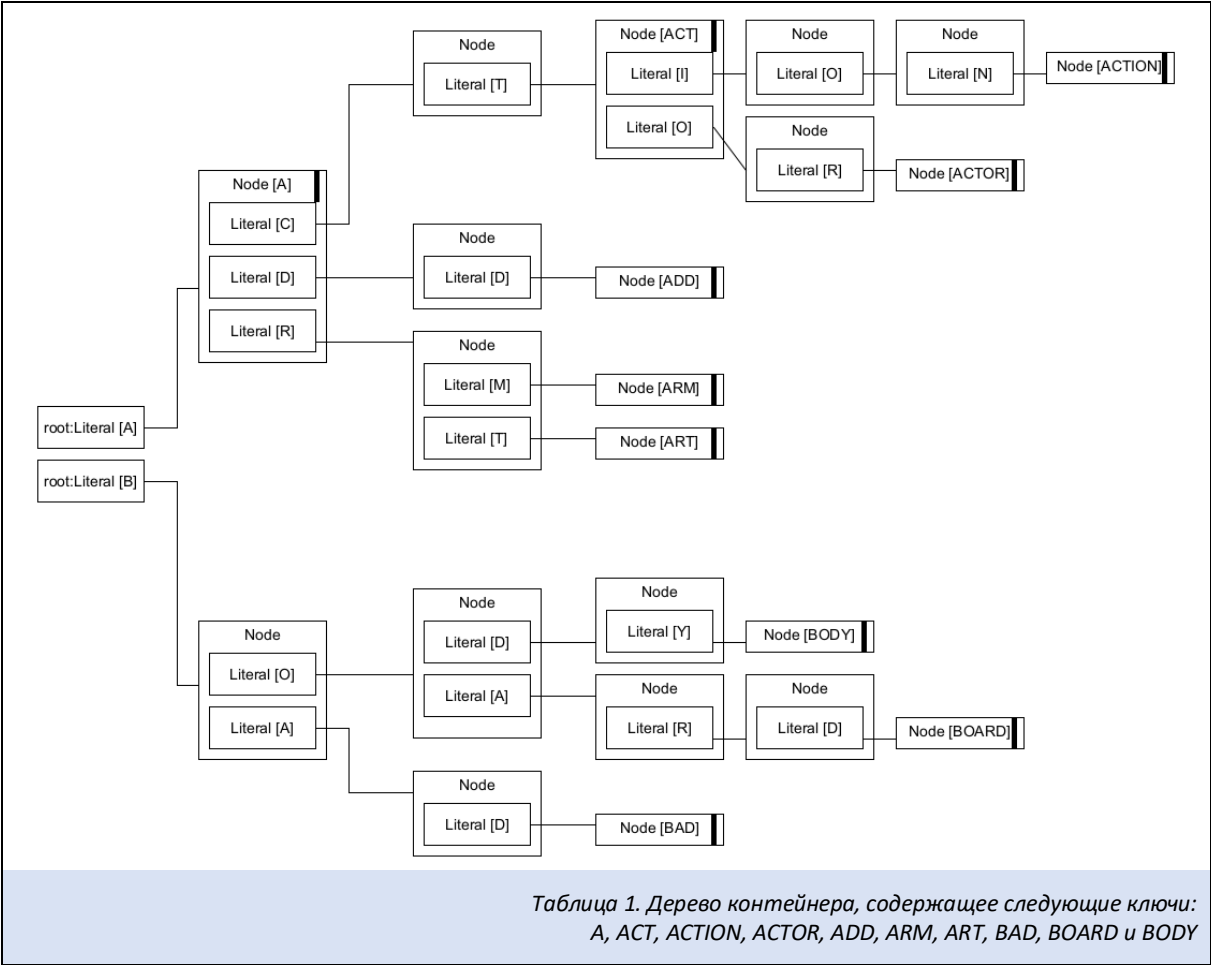 Node
Literal [T]
Node [ACT]
Literal [I]
Literal [O]
Node
Literal [O]
Node
Literal [N]
Node [ACTION]
Node
Literal [R]
Node [ACTOR]
Node [A]
Literal [C]
Literal [D]
Literal [R]
Node
Literal [D]
Node [ADD]
Node
Literal [M]
Literal [T]
Node [ARM]
Node [ART]
root:Literal [A]
root:Literal [B]
Node
Literal [O]
Literal [A]
Node
Literal [D]
Literal [A]
Node
Literal [Y]
Node [BODY]
Node
Literal [R]
Node
Literal [D]
Node [BOARD]
Node
Literal [D]
Node [BAD]
Таблица 1. Дерево контейнера, содержащее следующие ключи:
A, ACT, ACTION, ACTOR, ADD, ARM, ART, BAD, BOARD и BODY